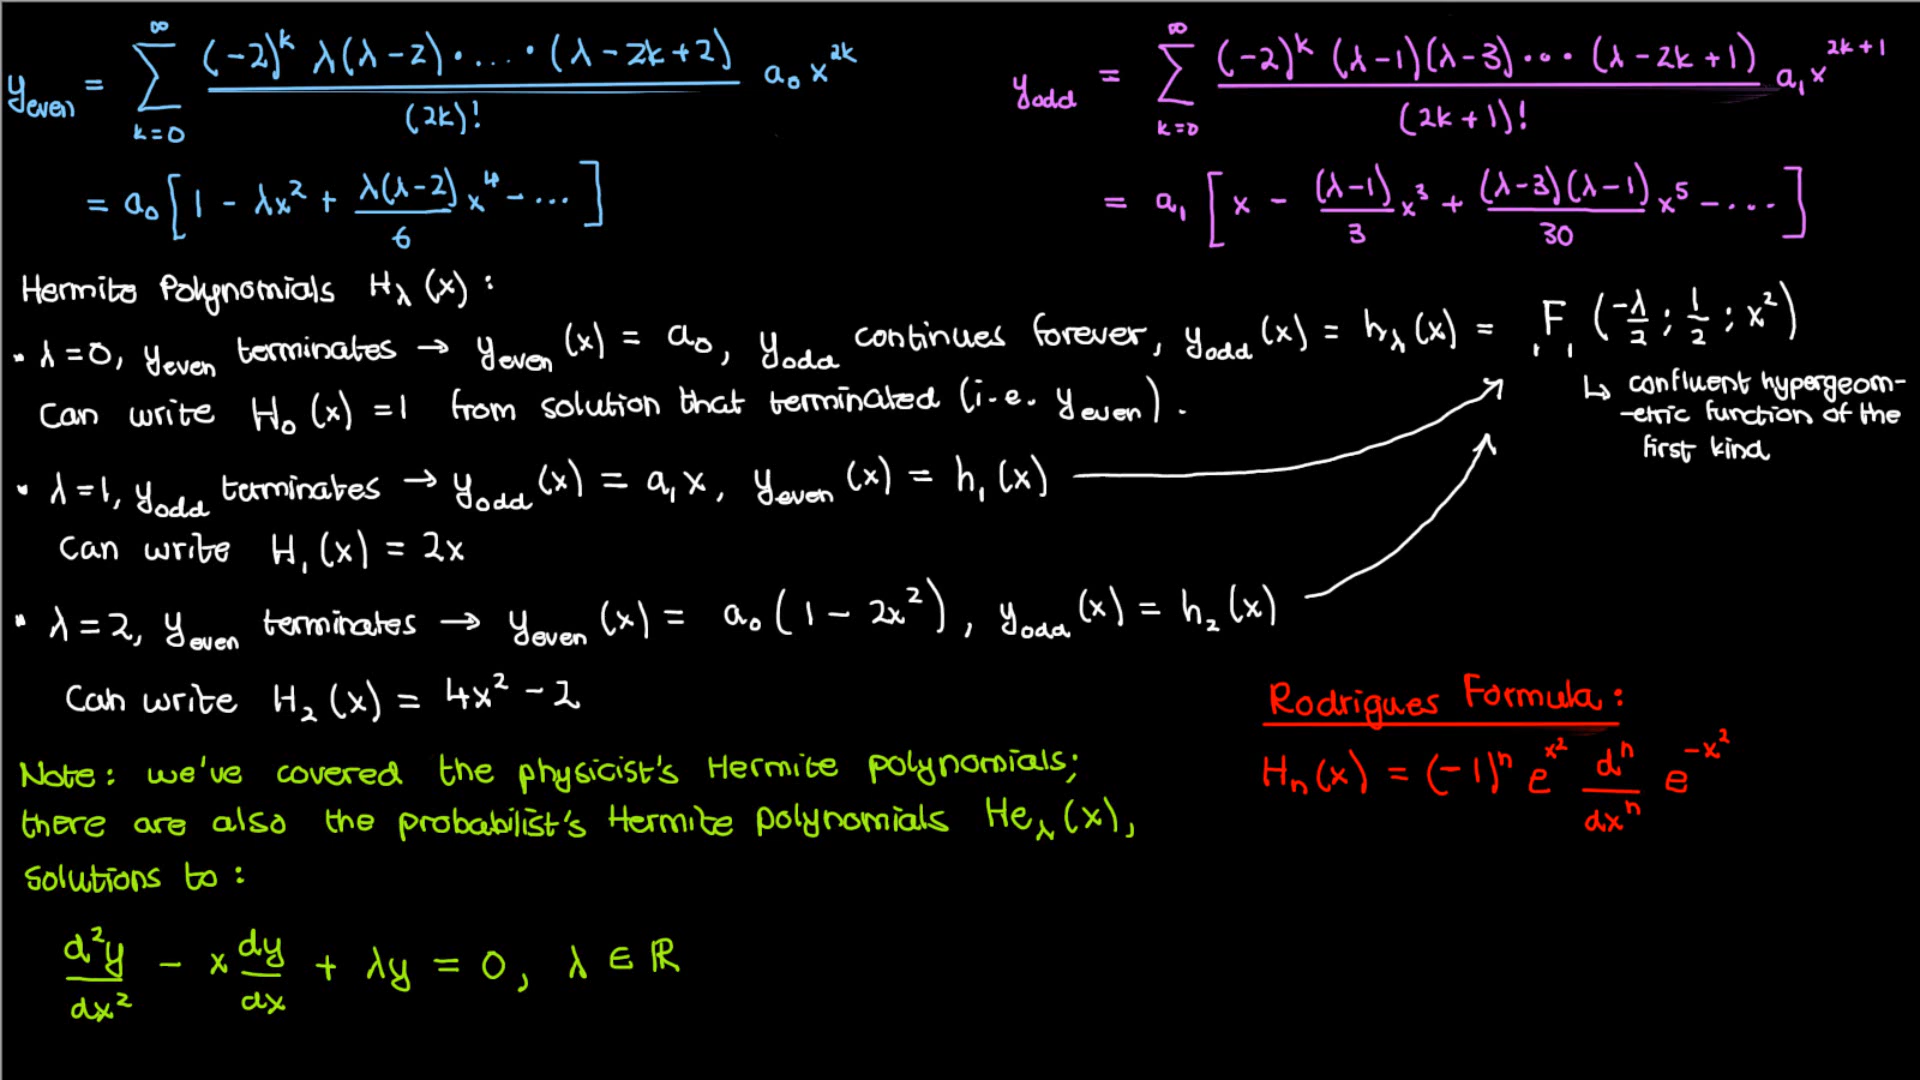 y_even = ∑_{k=0}^{∞} (-2)^k λ(λ-2)·...·(λ-2k+2) / (2k)! a₀x^{2k}
y_odd = ∑_{k=0}^{∞} (-2)^k (λ-1)(λ-3)···(λ-2k+1) / (2k+1)! a₁x^{2k+1}
= a₀[1 - λx² + λ(λ-2)/6 x⁴ - ....]
= a₁[x - (λ-1)/3 x³ + (λ-3)(λ-1)/30 x⁵ - ....]
Hermite Polynomials H_λ(x):
• λ=0, y_even terminates → y_even(x) = a₀, y_odd continues forever, y_odd(x) = h_λ(x) = ₁F₁(-λ/2; 1/2; x²)
↳ confluent hypergeom-
-etric function of the
first kind
Can write H₀(x) = 1 from solution that terminated (i.e. y_even).
• λ=1, y_odd terminates → y_odd(x) = a₁x, y_even(x) = h₁(x)
Can write H₁(x) = 2x
• λ=2, y_even terminates → y_even(x) = a₀(1 - 2x²), y_odd(x) = h₂(x)
Can write H₂(x) = 4x² - 2
Rodrigues Formula:
H_n(x) = (-1)^n e^{x²} d^n/dx^n e^{-x²}
Note: we've covered the physicist's Hermite polynomials;
there are also the probabilist's Hermite polynomials He_λ(x),
solutions to:
d²y/dx² - x dy/dx + λy = 0, λ ∈ ℝ